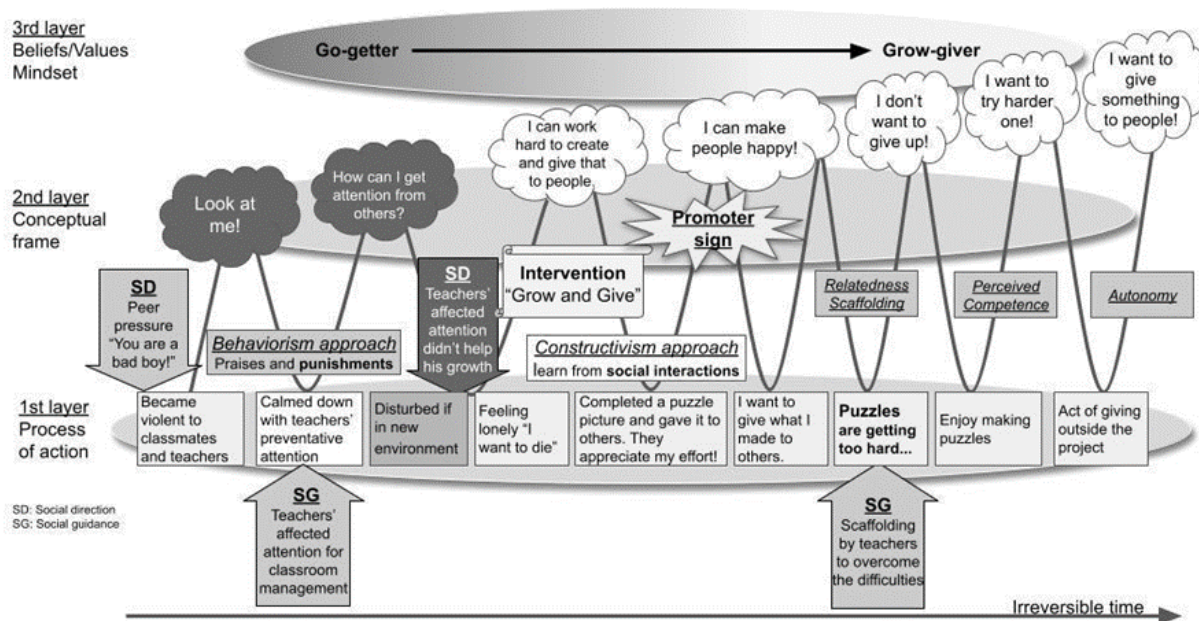 3rd layer
Beliefs/Values
Mindset
Go-getter
Grow-giver
Look at
me!
How can I get
attention from
others?
I can work
hard to create
and give that
to people.
I can make
people happy!
I don't
want to
give up!
I want to
try harder
one!
I want to
give
something
to people!
2nd layer
Conceptual
frame
Promoter
sign
SD
Peer
pressure
"You are a
bad boy!"
Behaviorism approach
Praises and punishments
SD
Teachers'
affected
attention
didn't help
his growth
Intervention
"Grow and Give"
Constructivism approach
learn from social interactions
Relatedness
Scaffolding
Perceived
Competence
Autonomy
1st layer
Process
of action
Became
violent to
classmates
and teachers
Calmed down
with teachers'
preventative
attention
Disturbed if
in new
environment
Feeling
lonely "I
want to die"
Completed a puzzle
picture and gave it to
others. They
appreciate my effort!
I want to
give what I
made to
others.
Puzzles
are getting
too hard...
Enjoy making
puzzles
Act of giving
outside the
project
SD: Social direction
SG: Social guidance
SG
Teachers'
affected
attention for
classroom
management
SG
Scaffolding
by teachers
to overcome
the difficulties
Irreversible time